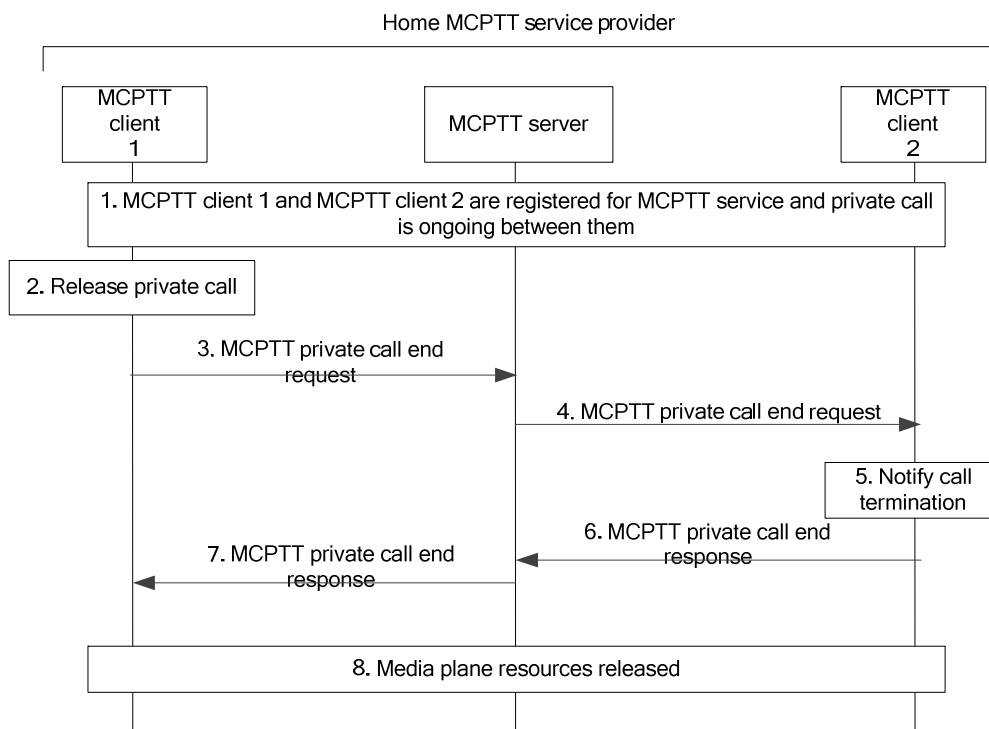 Home MCPTT service provider
MCPTT
client
1
MCPTT server
MCPTT
client
2
1. MCPTT client 1 and MCPTT client 2 are registered for MCPTT service and private call
is ongoing between them
2. Release private call
3. MCPTT private call end
request
4. MCPTT private call end request
5. Notify call
termination
6. MCPTT private call end
response
7. MCPTT private call end
response
8. Media plane resources released